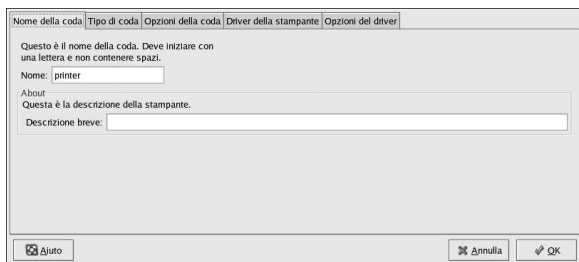 Nome della coda Tipo di coda Opzioni della coda Driver della stampante Opzioni del driver
Questo è il nome della coda. Deve iniziare con
una lettera e non contenere spazi.
Nome: printer
About
Questa è la descrizione della stampante.
Descrizione breve:
Aiuto Annulla OK